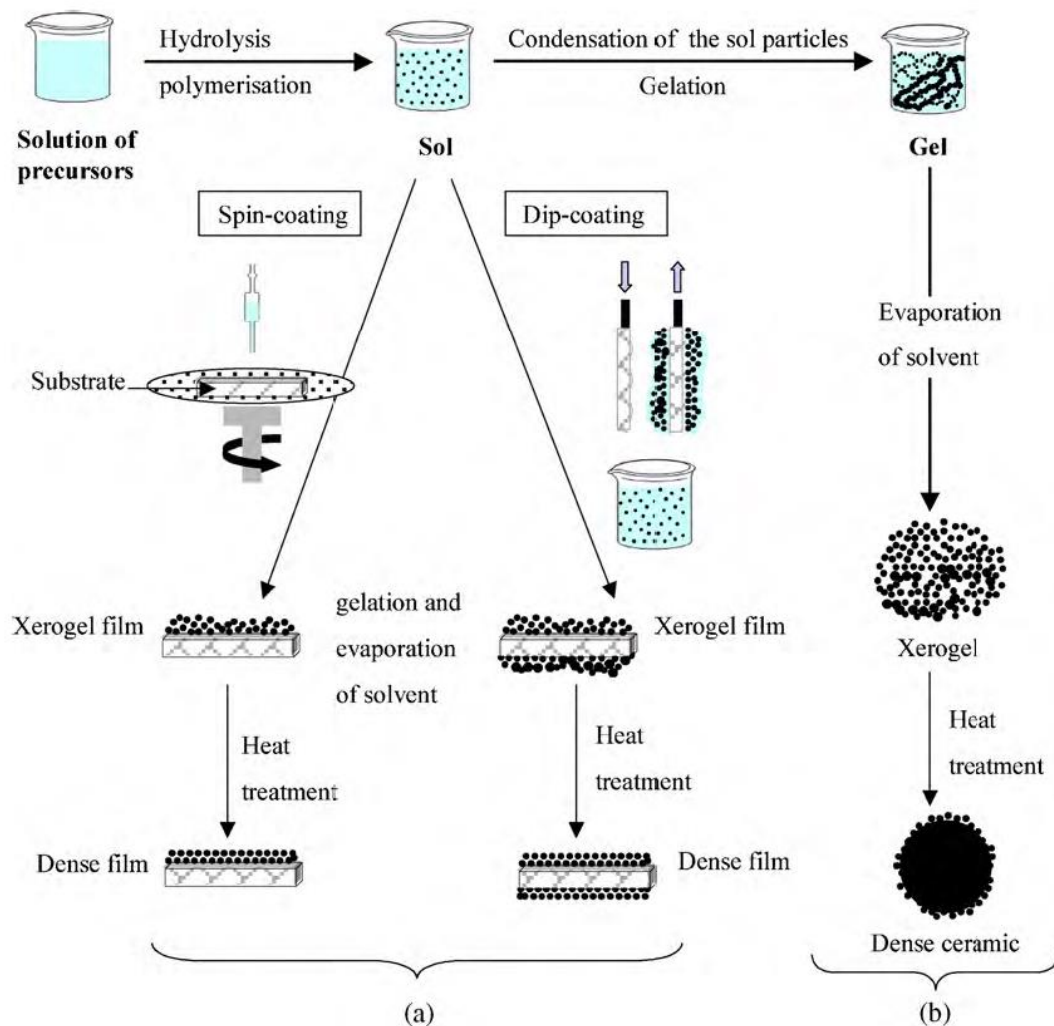 Hydrolysis
polymerisation
Condensation of the sol particles
Gelation
Solution of
precursors
Sol
Gel
Spin-coating
Dip-coating
Evaporation
of solvent
Substrate
Xerogel film
gelation and
evaporation
of solvent
Xerogel film
Xerogel
Heat
treatment
Heat
treatment
Heat
treatment
Dense film
Dense film
Dense ceramic
(a)
(b)